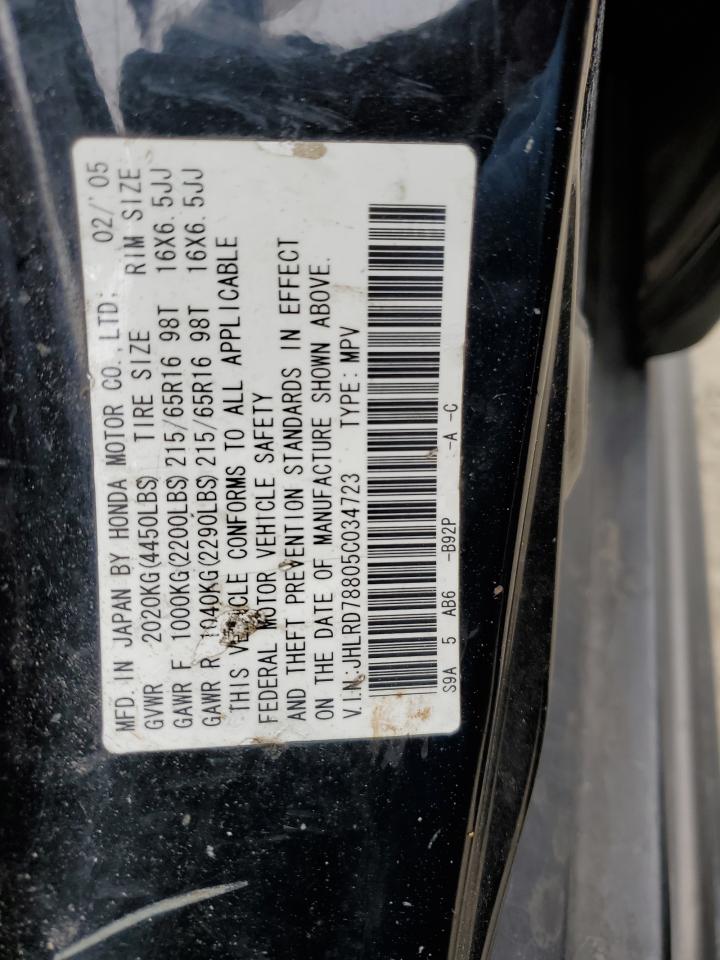 MFD IN JAPAN BY HONDA MOTOR CO.,LTD: 02/'05
GVWR 2020KG(4450LBS) TIRE SIZE RIM SIZE
GAWR F 1000KG(2200LBS) 215/65R16 98T 16X6.5JJ
GAWR R 1040KG(2290LBS) 215/65R16 98T 16X6.5JJ
THIS VEHICLE CONFORMS TO ALL APPLICABLE
FEDERAL MOTOR VEHICLE SAFETY
AND THEFT PREVENTION STANDARDS IN EFFECT
ON THE DATE OF MANUFACTURE SHOWN ABOVE.
V.I.N:JHLRD78805C034723 TYPE:MPV
S9A 5 AB6 -B92P -A -C